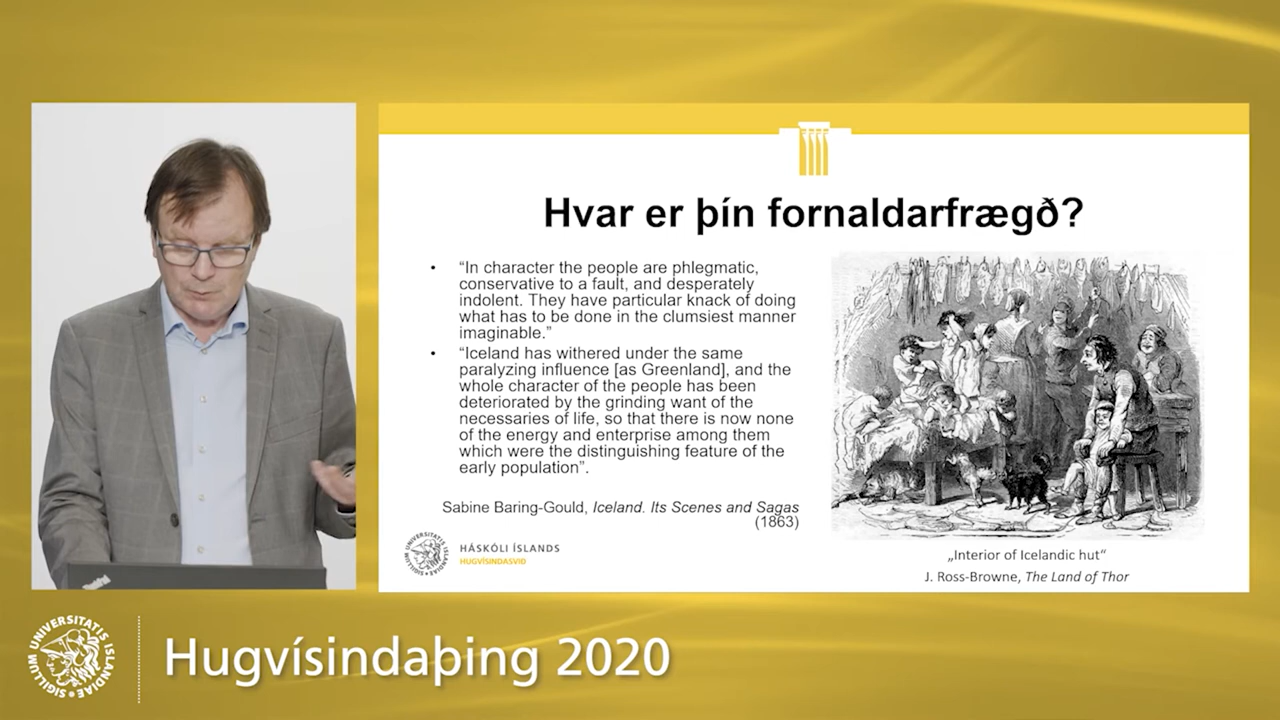 Hvar er þín fornaldarfrægð?
• “In character the people are phlegmatic,
conservative to a fault, and desperately
indolent. They have particular knack of doing
what has to be done in the clumsiest manner
imaginable.”
• “Iceland has withered under the same
paralyzing influence [as Greenland], and the
whole character of the people has been
deteriorated by the grinding want of the
necessaries of life, so that there is now none
of the energy and enterprise among them
which were the distinguishing feature of the
early population”.
Sabine Baring-Gould, Iceland. Its Scenes and Sagas
(1863)
„Interior of Icelandic hut“
J. Ross-Browne, The Land of Thor
HÁSKÓLI ÍSLANDS
HUGVÍSINDASVIÐ
SIGILLUM UNIVERSITATIS ISLANDIAE
Hugvísindaþing 2020